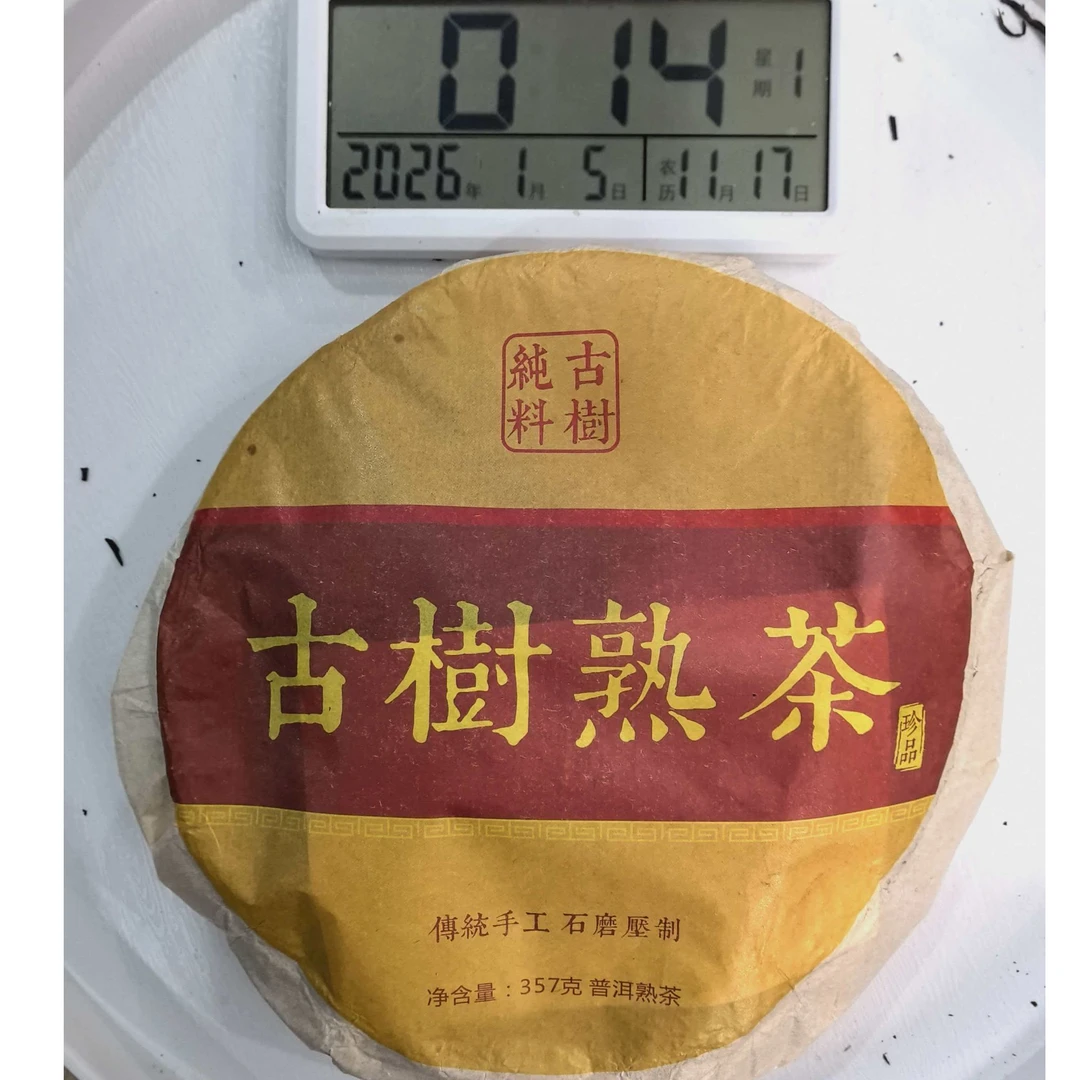 0 14 星期 1
2026年 1月 5日 农历11月17日
古樹
純料
古樹熟茶
珍品
傳統手工 石磨壓制
净含量：357克 普洱熟茶